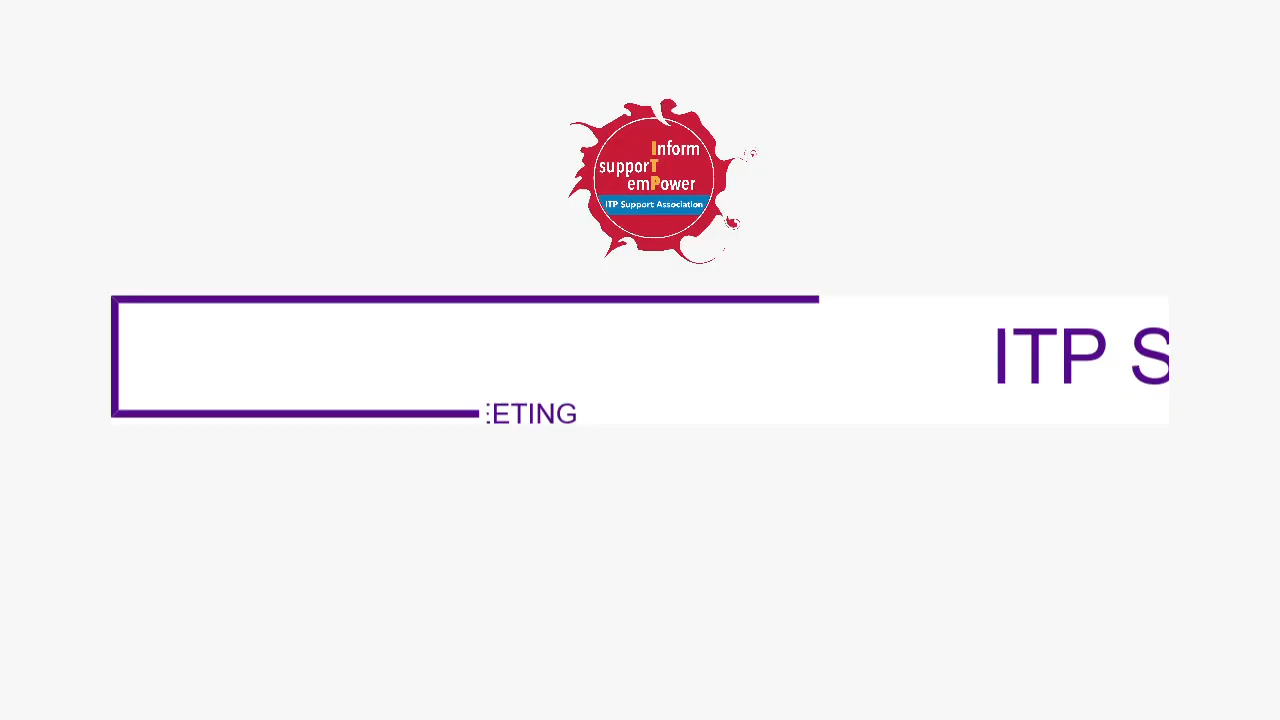 Inform
supporT
emPower
ITP Support Association
ITP S
ETING